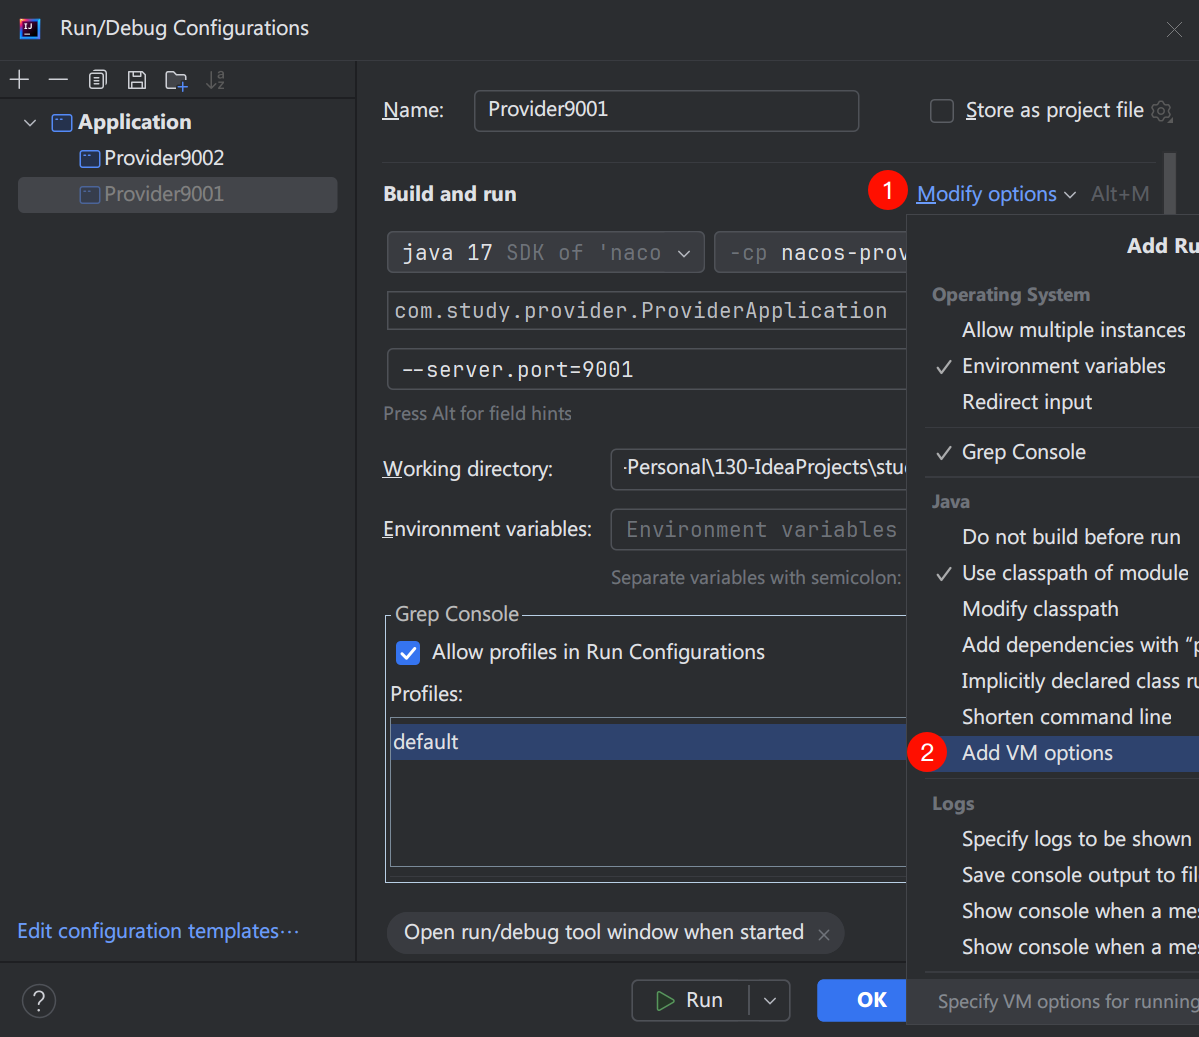 Run/Debug Configurations
Application
Provider9002
Provider9001
Edit configuration templates...
Name:
Provider9001
Store as project file
Build and run
1
Modify options
Alt+M
java 17 SDK of 'naco
-cp nacos-prov
com.study.provider.ProviderApplication
--server.port=9001
Press Alt for field hints
Working directory:
-Personal\130-IdeaProjects\stu
Environment variables:
Environment variables
Separate variables with semicolon:
Grep Console
Allow profiles in Run Configurations
Profiles:
default
Open run/debug tool window when started
Run
OK
?
Add Ru
Operating System
Allow multiple instances
Environment variables
Redirect input
Grep Console
Java
Do not build before run
Use classpath of module
Modify classpath
Add dependencies with “p
Implicitly declared class ru
Shorten command line
2
Add VM options
Logs
Specify logs to be shown
Save console output to fil
Show console when a mes
Show console when a mes
Specify VM options for running